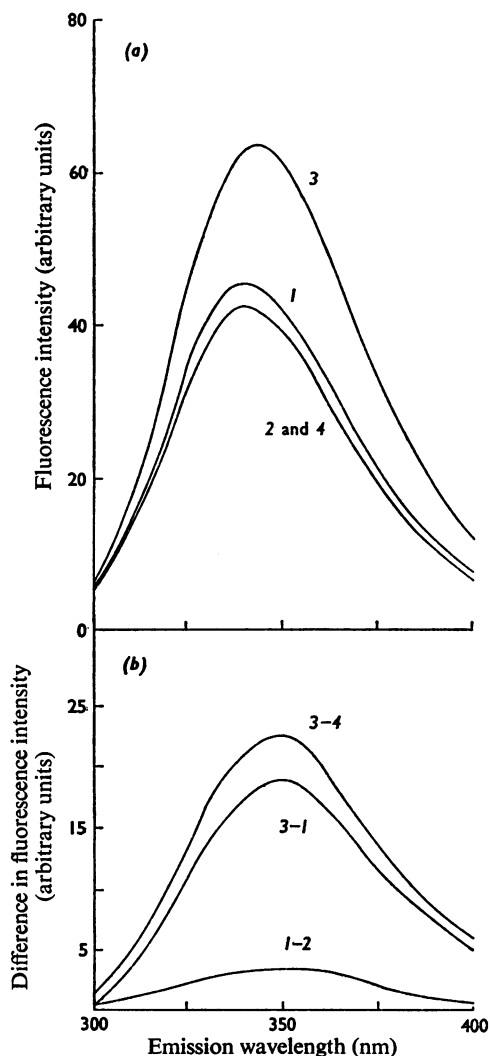 80
(a)
3
60
1
40
2 and 4
20
0
Fluorescence intensity (arbitrary units)
(b)
25
3–4
15
3–1
1–2
5
Difference in fluorescence intensity
(arbitrary units)
300
350
400
Emission wavelength (nm)